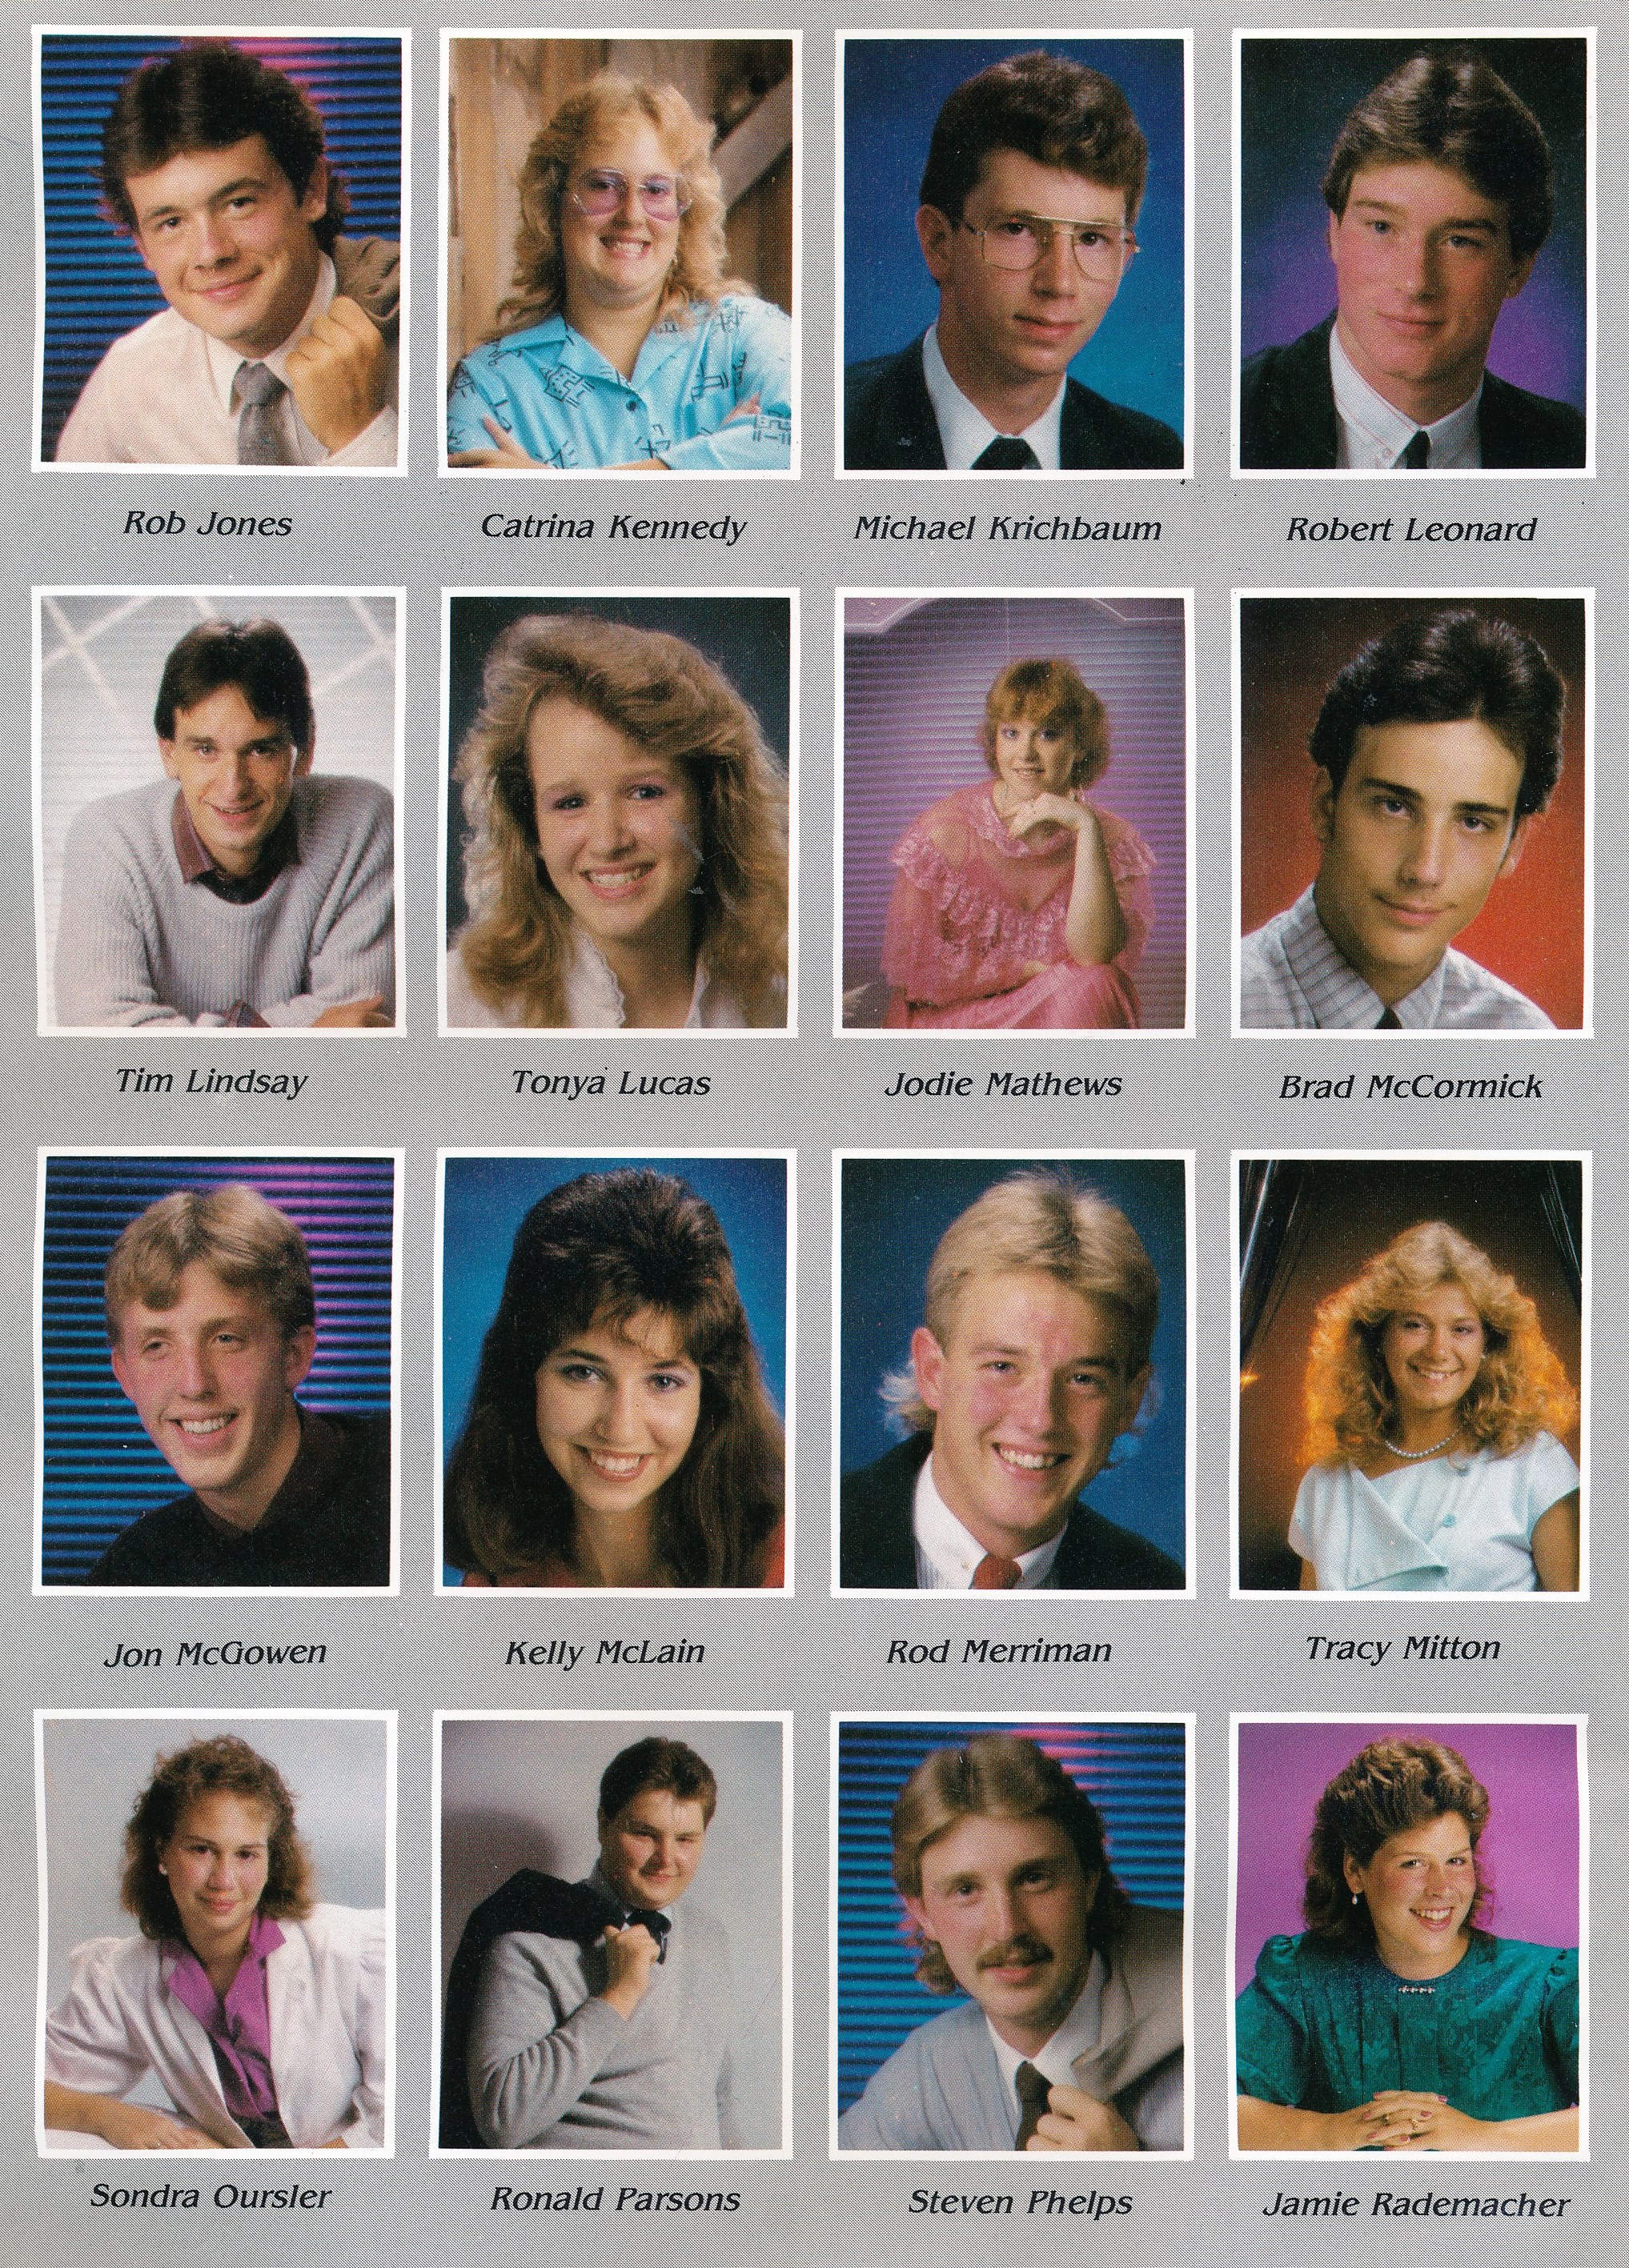 Rob Jones
Catrina Kennedy
Michael Krichbaum
Robert Leonard
Tim Lindsay
Tonya Lucas
Jodie Mathews
Brad McCormick
Jon McGowen
Kelly McLain
Rod Merriman
Tracy Mitton
Sondra Oursler
Ronald Parsons
Steven Phelps
Jamie Rademacher